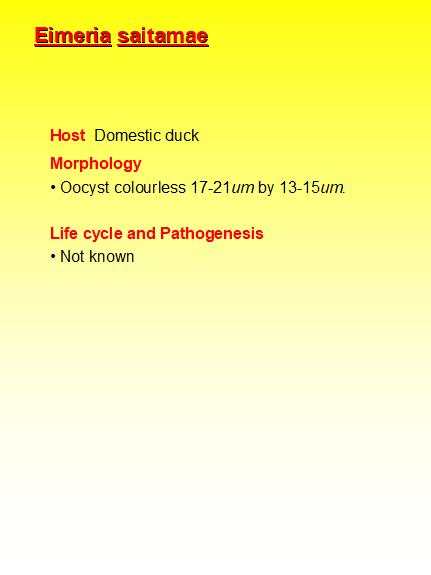 Eimeria saitamae
Host Domestic duck
Morphology
• Oocyst colourless 17-21um by 13-15um.
Life cycle and Pathogenesis
• Not known